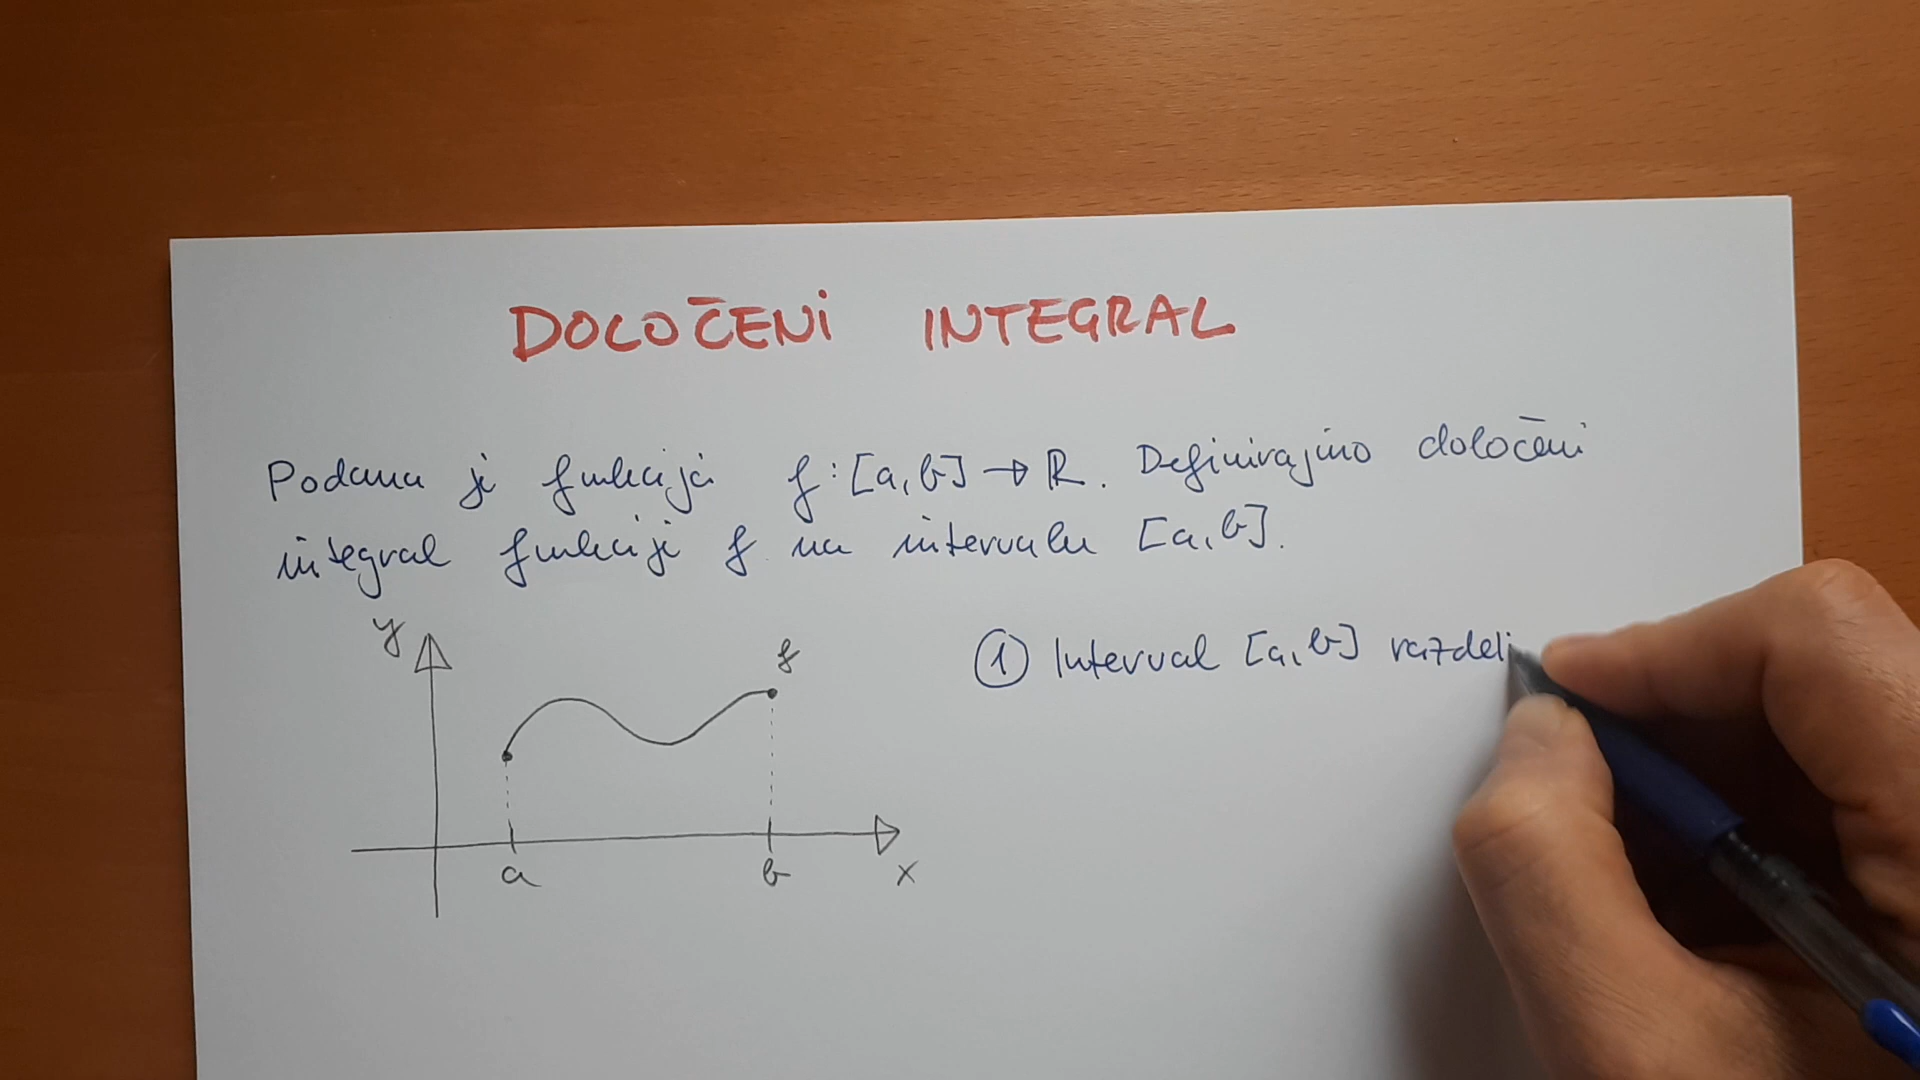 DOLOČENI INTEGRAL
Podana je funkcija f:[a,b]→ℝ. Definirajmo določeni
integral funkcije f na intervalu [a,b].
y
f
① Interval [a,b] razdeli
a b x